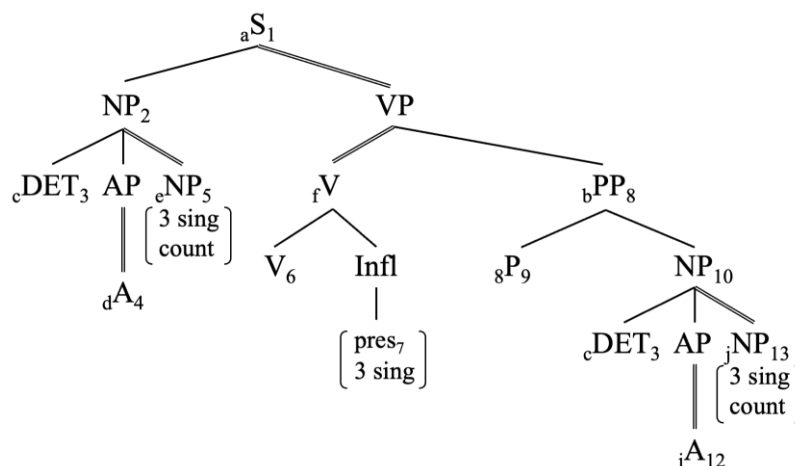 aS1
NP2 VP
cDET3 AP eNP5 fV bPP8
3 sing
count
V6 Infl 8P9 NP10
dA4
pres7
3 sing
cDET3 AP jNP13
3 sing
count
iA12